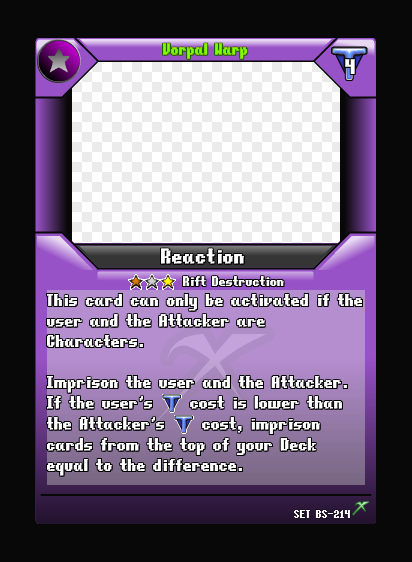 Vorpal Warp
4
Reaction
Rift Destruction
This card can only be activated if the
user and the Attacker are
Characters.
Imprison the user and the Attacker.
If the user's cost is lower than
the Attacker's cost, imprison
cards from the top of your Deck
equal to the difference.
SET BS-214